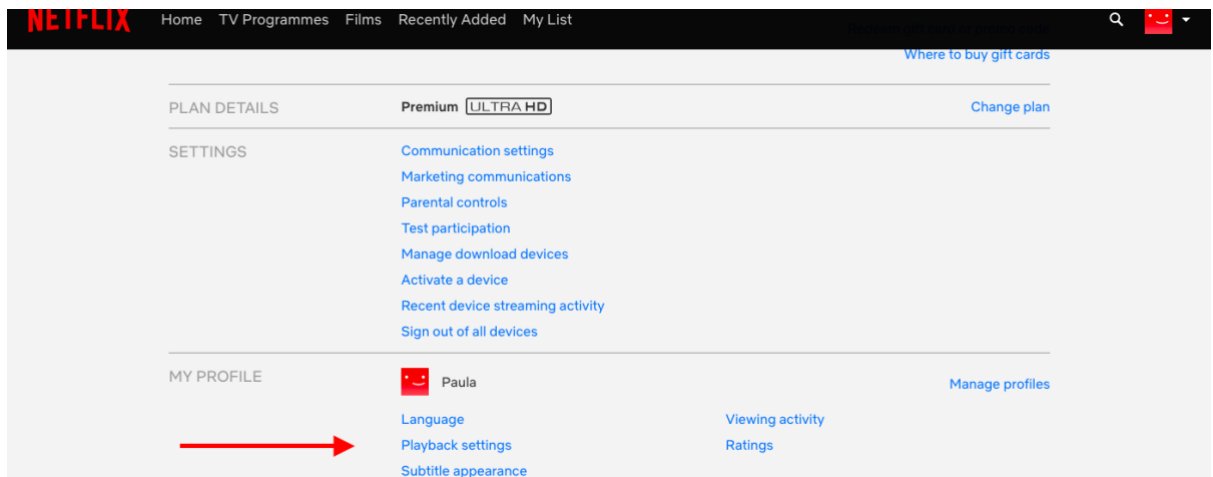 NETFLIX Home TV Programmes Films Recently Added My List
Where to buy gift cards
PLAN DETAILS Premium ULTRA HD Change plan
SETTINGS Communication settings
Marketing communications
Parental controls
Test participation
Manage download devices
Activate a device
Recent device streaming activity
Sign out of all devices
MY PROFILE Paula Manage profiles
Language Viewing activity
Playback settings Ratings
Subtitle appearance